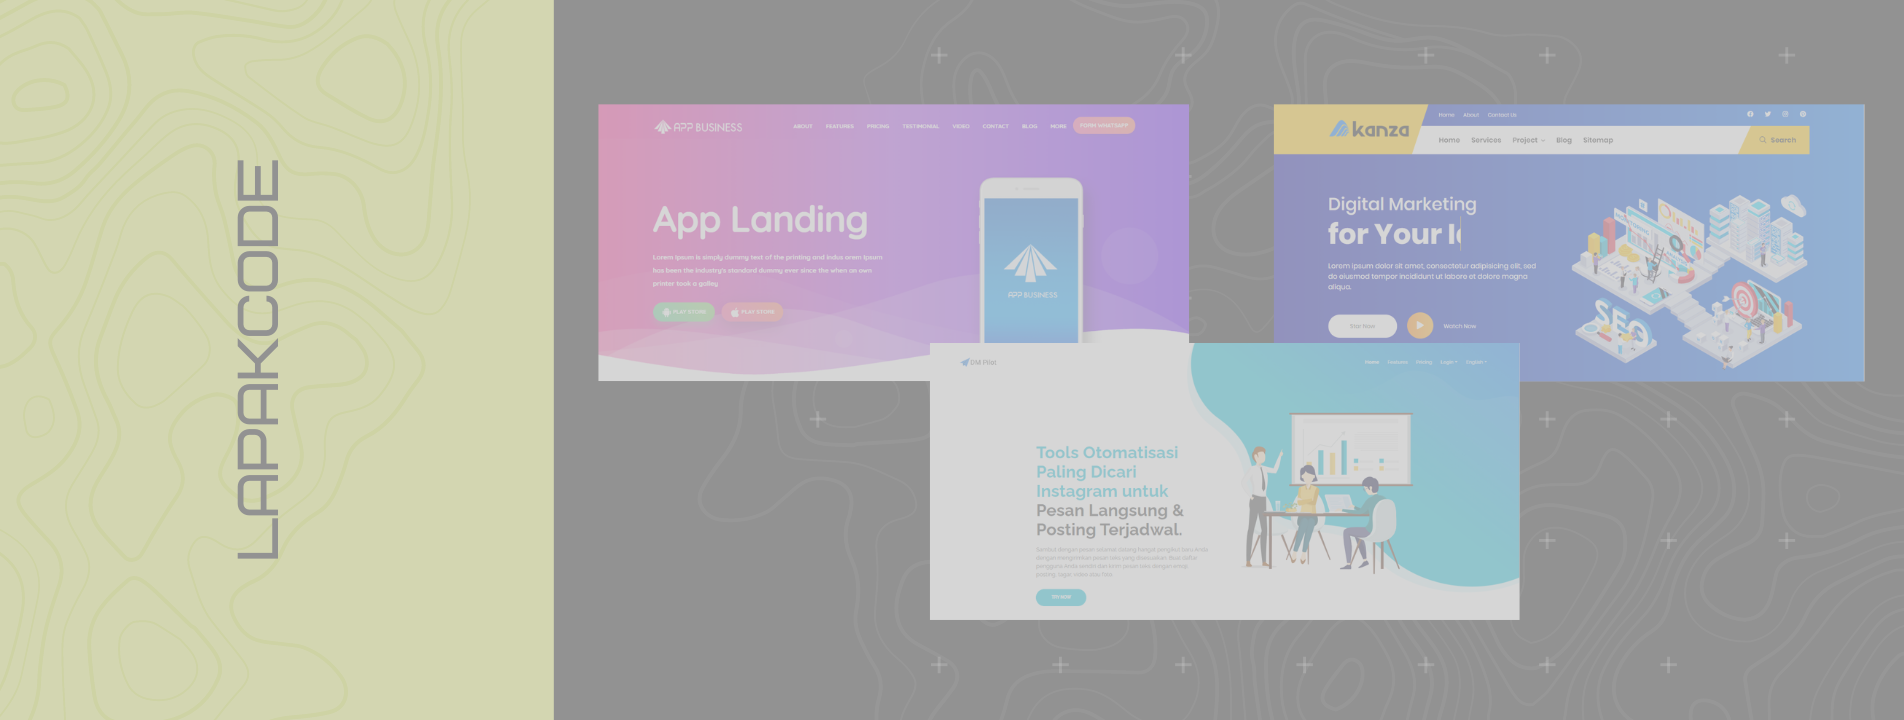 LAPAKCODE
APP BUSINESS
ABOUT FEATURES PRICING TESTIMONIAL VIDEO CONTACT BLOG MORE FORM WHATSAPP
App Landing
Lorem Ipsum is simply dummy text of the printing and indus orem Ipsum
has been the industry's standard dummy ever since the when an own
printer took a galley
PLAY STORE PLAY STORE
APP BUSINESS
kanza
Home About Contact Us
Home Services Project Blog Sitemap
Search
Digital Marketing
for Your
Lorem ipsum dolor sit amet, consectetur adipisicing elit, sed
do eiusmod tempor incididunt ut labore et dolore magna
aliqua.
Watch Now
SEO
DM Pilot
Home Features Pricing Login English
Tools Otomatisasi
Paling Dicari
Instagram untuk
Pesan Langsung &
Posting Terjadwal.